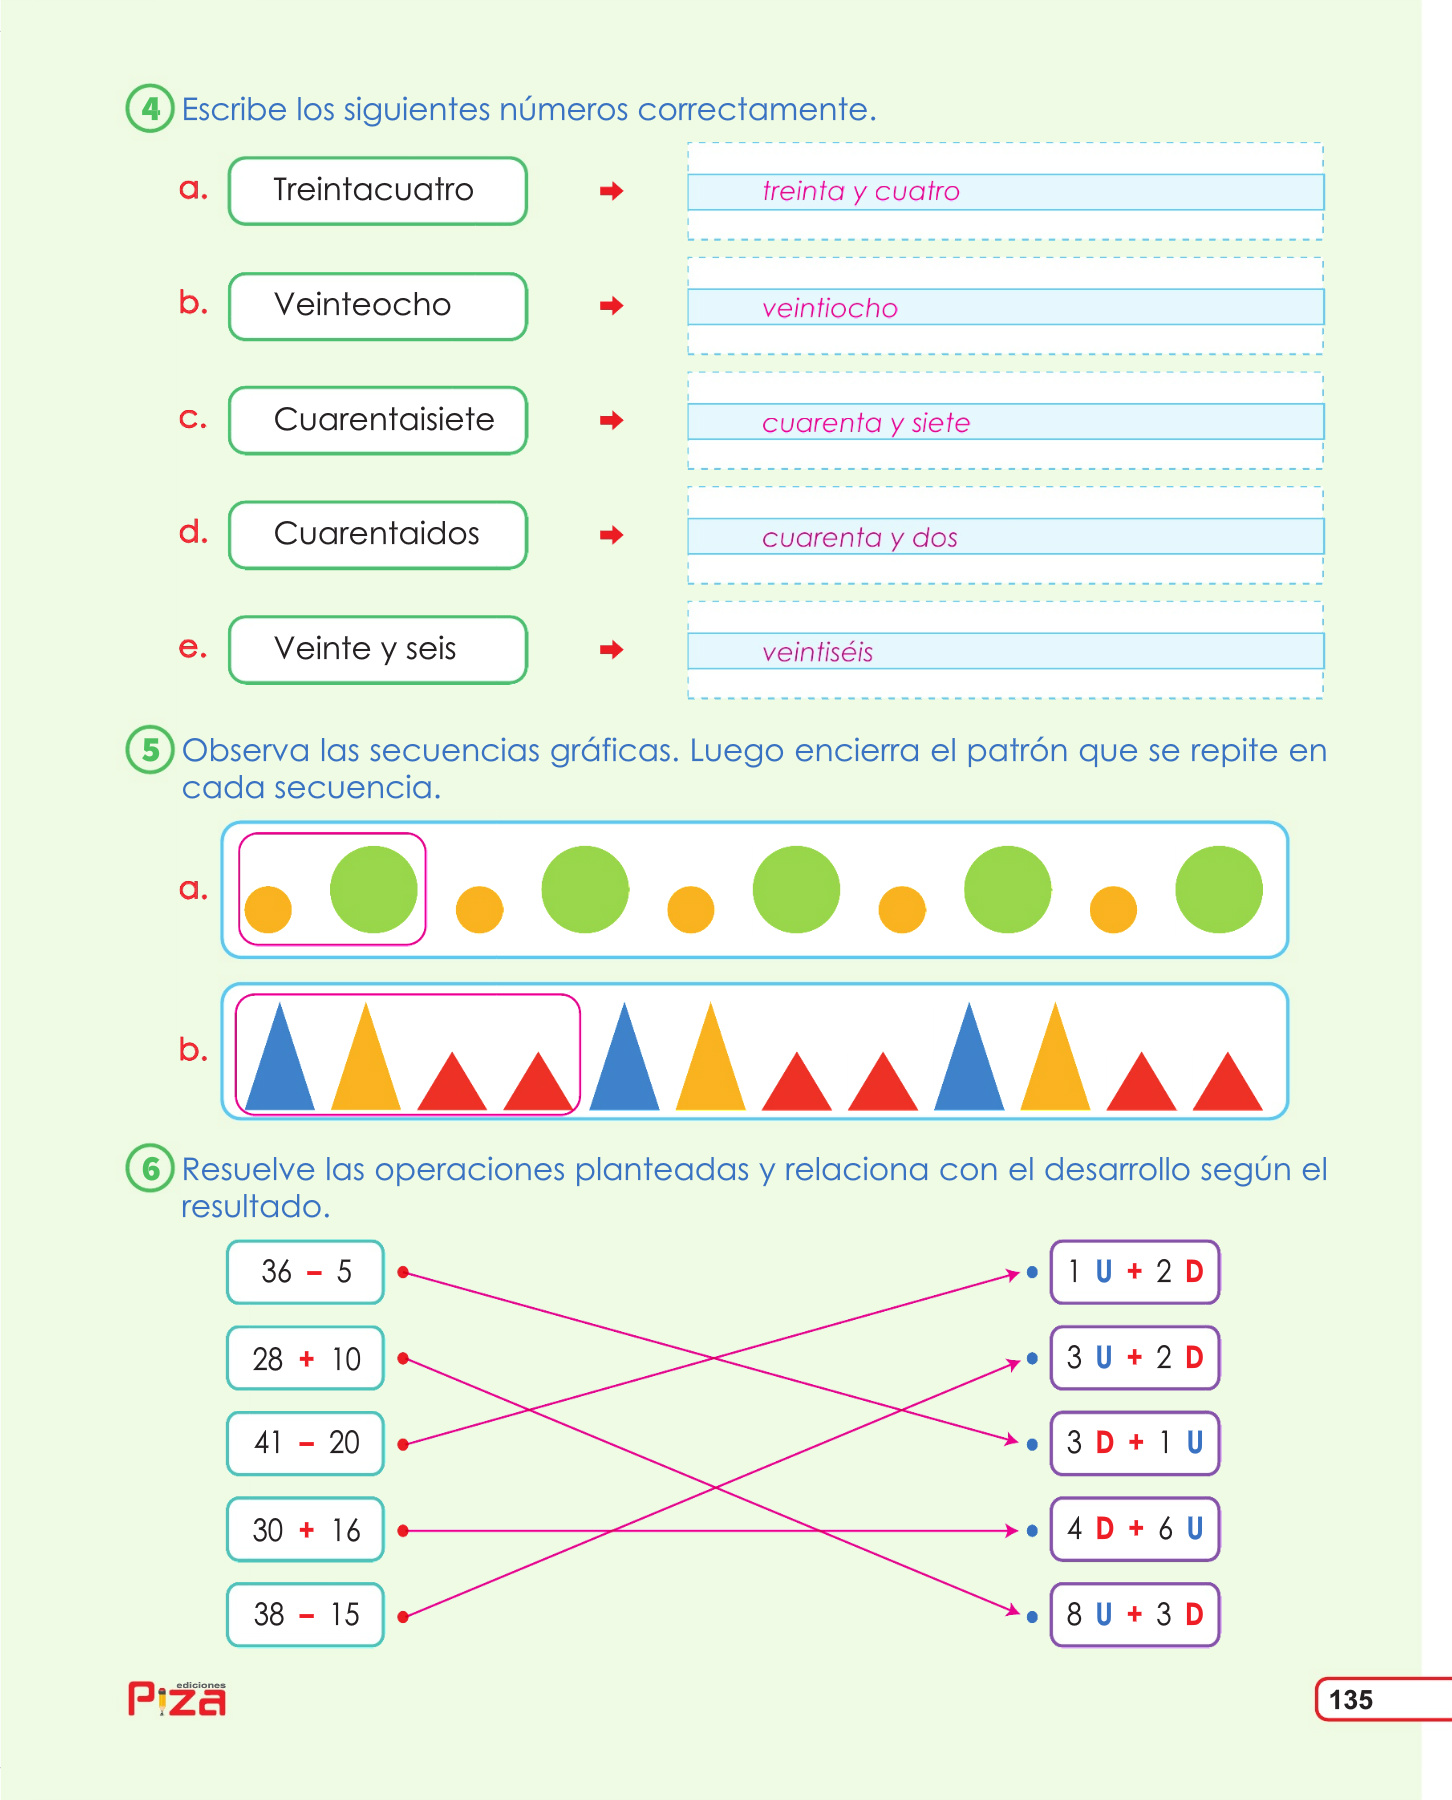 4 Escribe los siguientes números correctamente.
a. Treintacuatro treinta y cuatro
b. Veinteocho veintiocho
c. Cuarentaisiete cuarenta y siete
d. Cuarentaidos cuarenta y dos
e. Veinte y seis veintiséis
5 Observa las secuencias gráficas. Luego encierra el patrón que se repite en
cada secuencia.
a.
b.
6 Resuelve las operaciones planteadas y relaciona con el desarrollo según el
resultado.
36 – 5 1 U + 2 D
28 + 10 3 U + 2 D
41 – 20 3 D + 1 U
30 + 16 4 D + 6 U
38 – 15 8 U + 3 D
ediciones
Piza
135